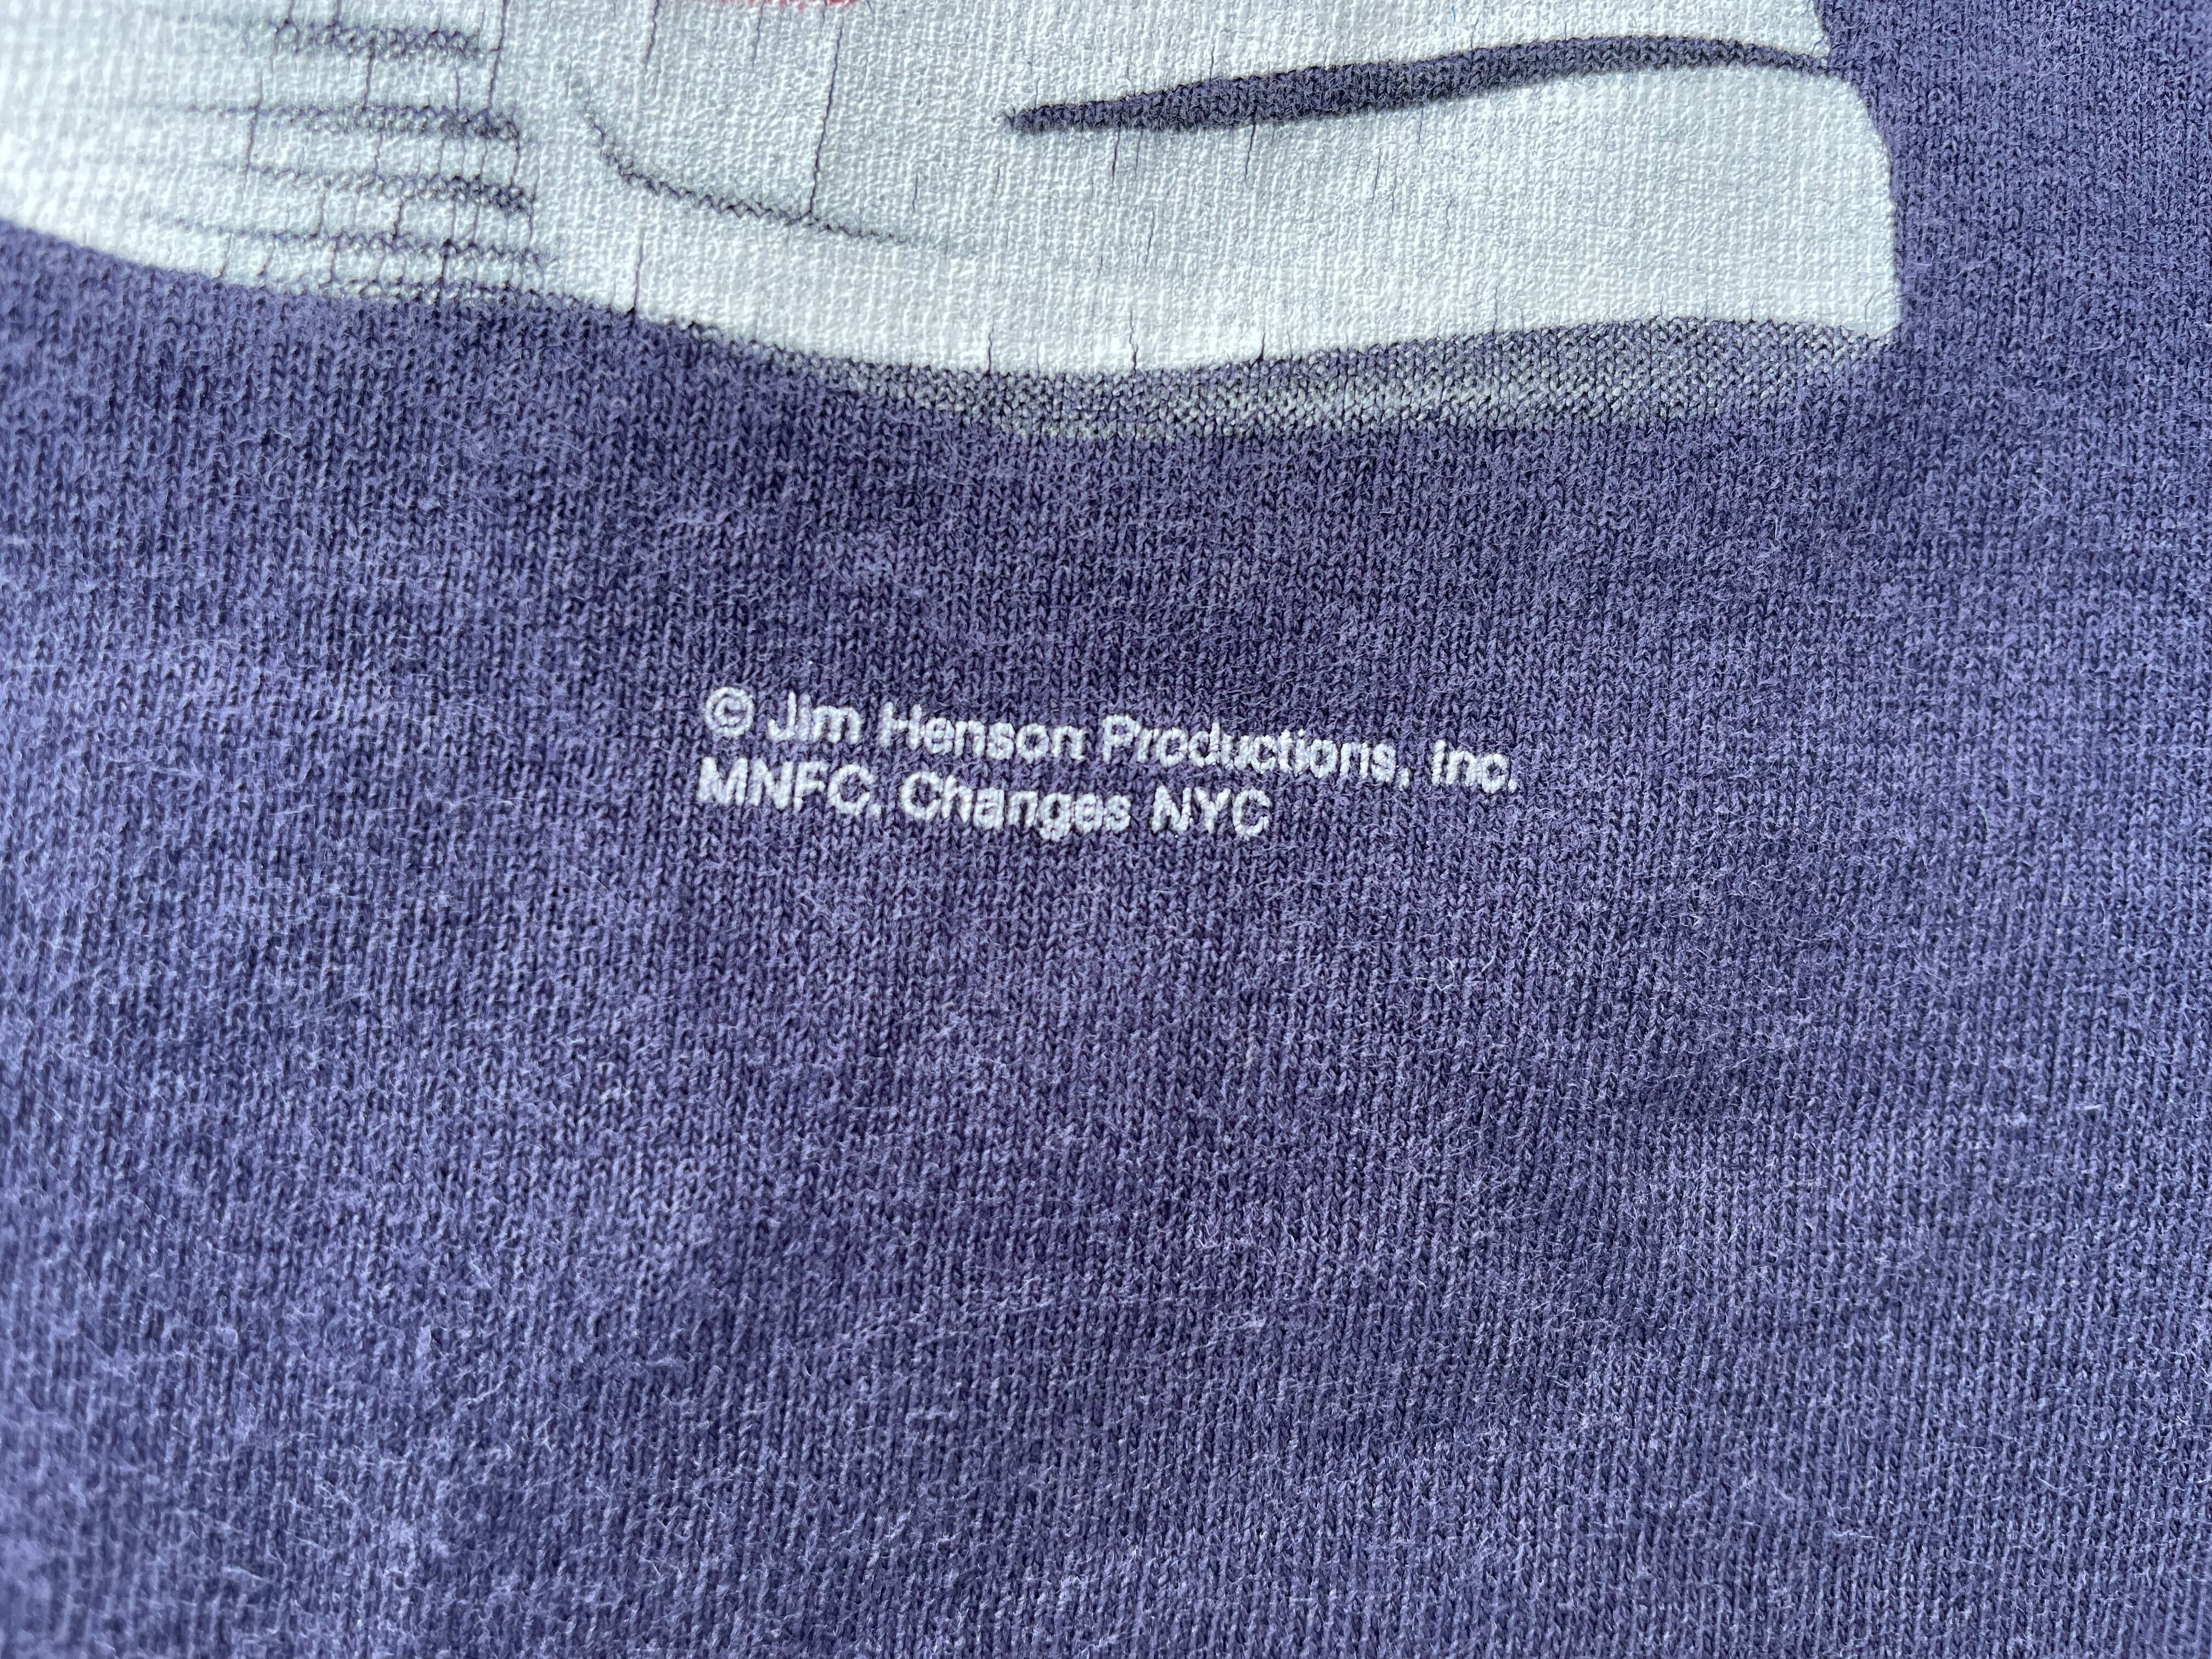 © Jim Henson Productions, Inc.
MNFC. Changes NYC